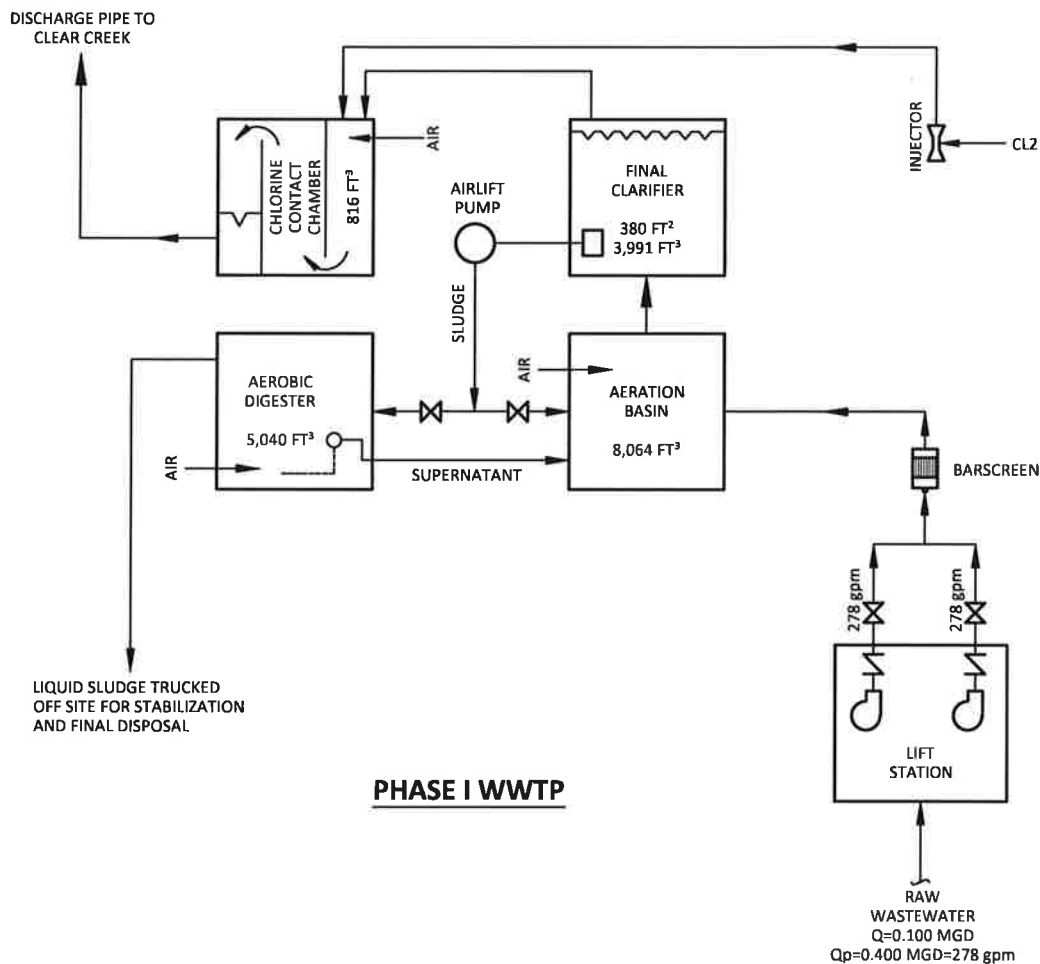 DISCHARGE PIPE TO
CLEAR CREEK
CHLORINE
CONTACT
CHAMBER
816 FT³
AIR
AIRLIFT
PUMP
SLUDGE
FINAL
CLARIFIER
380 FT²
3,991 FT³
INJECTOR
CL2
AEROBIC
DIGESTER
5,040 FT³
AIR
SUPERNATANT
AIR
AERATION
BASIN
8,064 FT³
BARSCREEN
278 gpm
278 gpm
LIFT
STATION
LIQUID SLUDGE TRUCKED
OFF SITE FOR STABILIZATION
AND FINAL DISPOSAL
PHASE I WWTP
RAW
WASTEWATER
Q=0.100 MGD
Qp=0.400 MGD=278 gpm